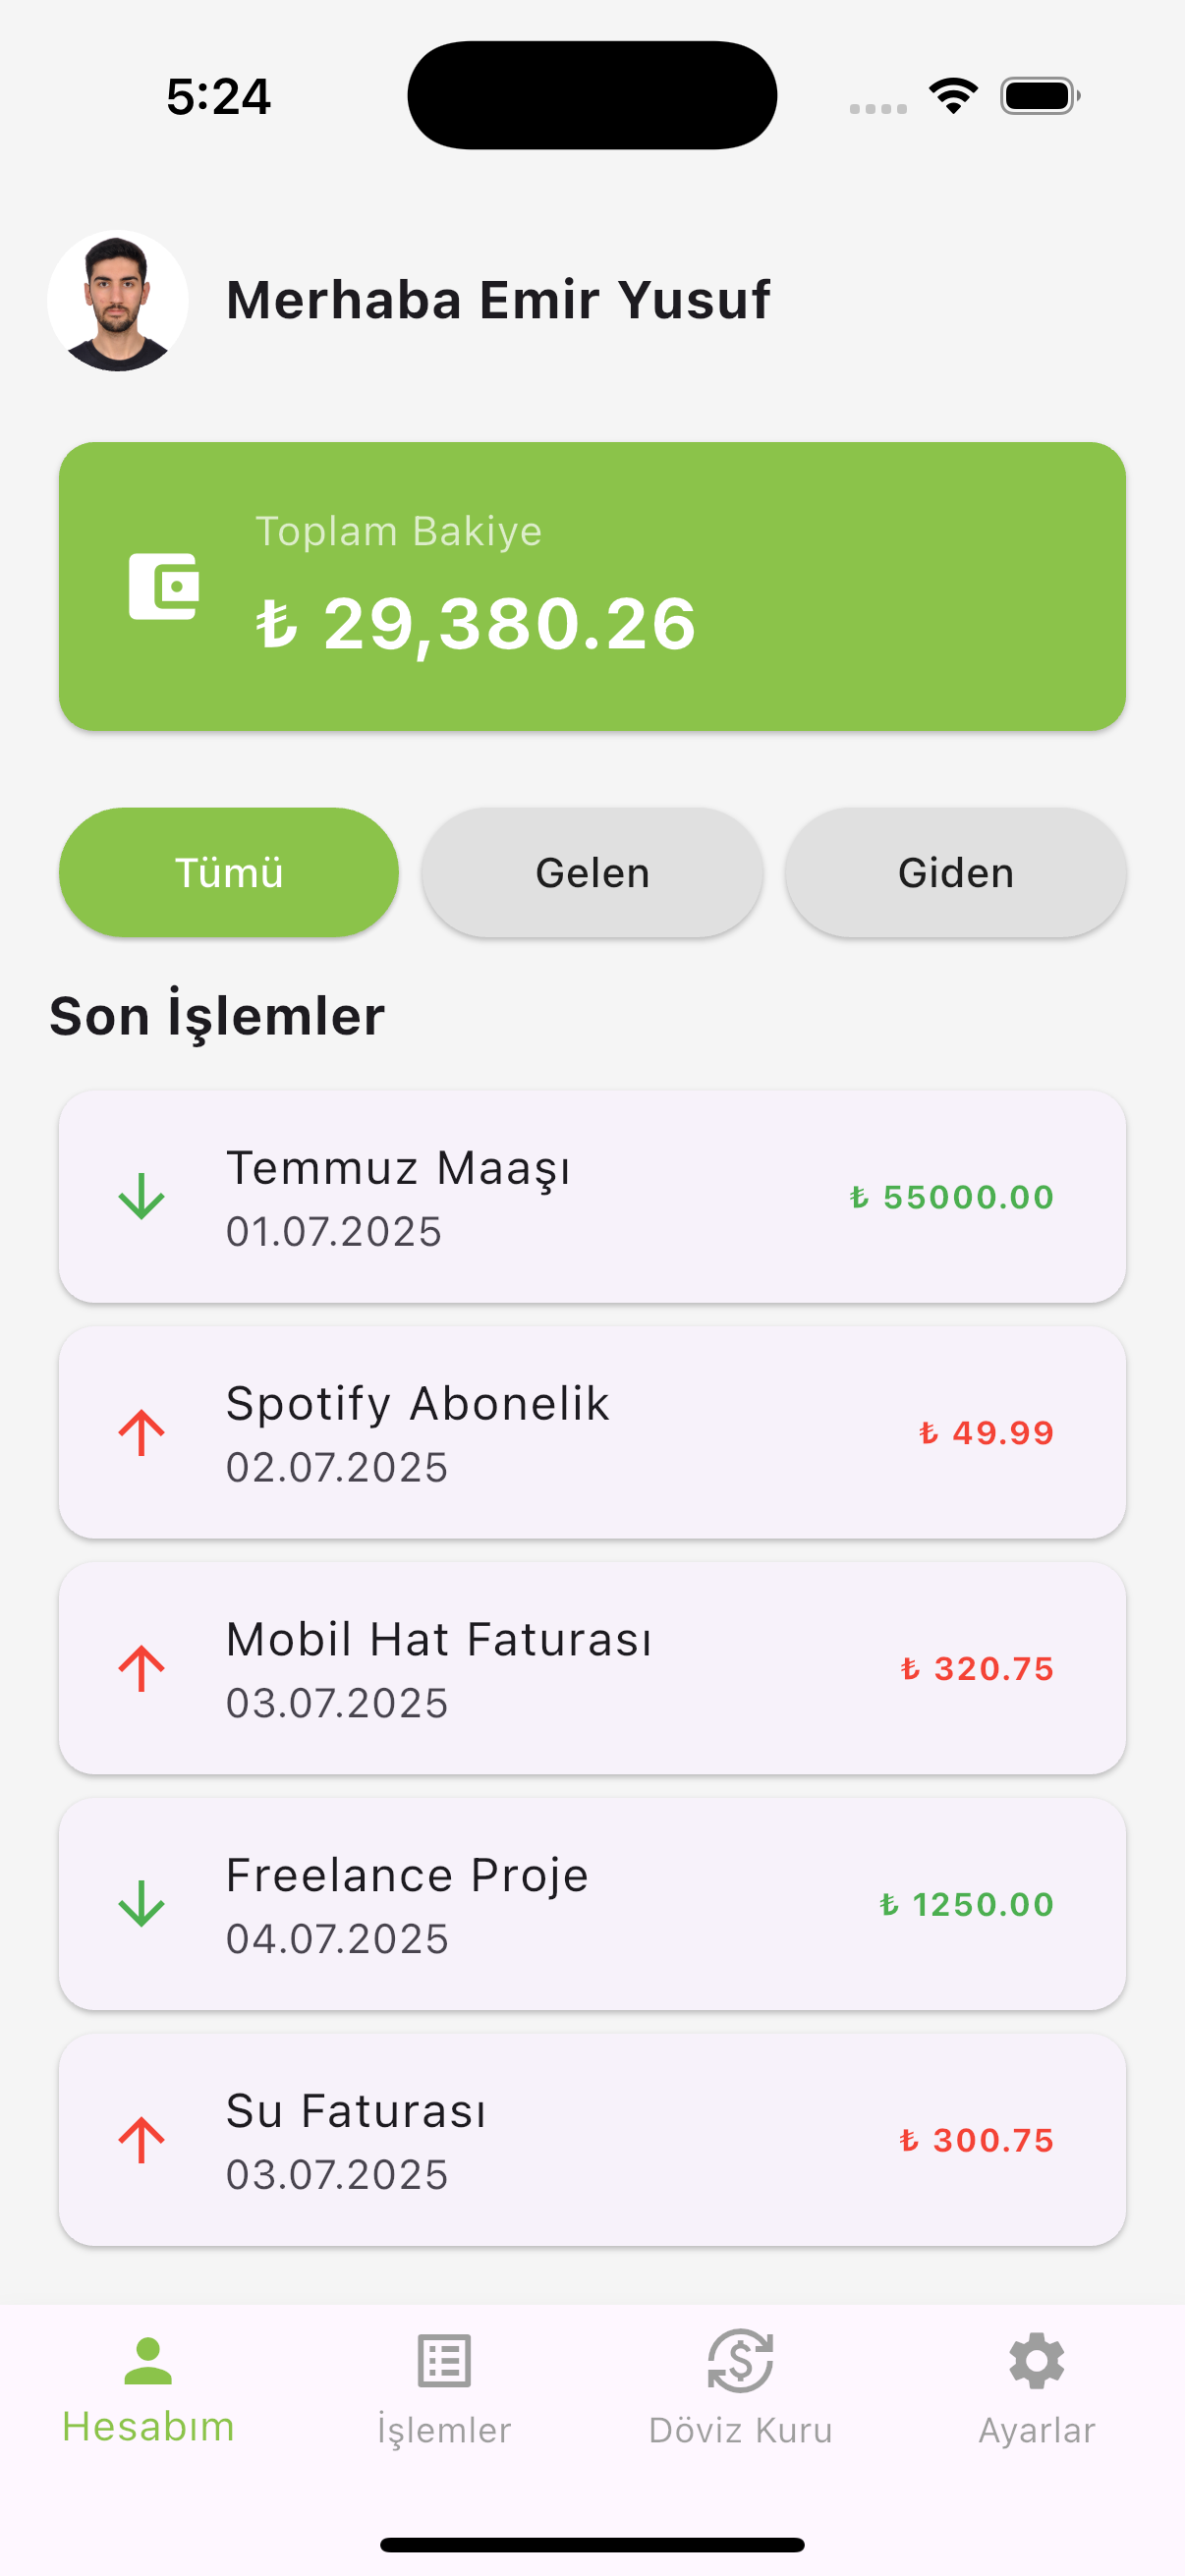 5:24
Merhaba Emir Yusuf
Toplam Bakiye
₺ 29,380.26
Tümü Gelen Giden
Son İşlemler
Temmuz Maaşı
₺ 55000.00
01.07.2025
Spotify Abonelik
₺ 49.99
02.07.2025
Mobil Hat Faturası
₺ 320.75
03.07.2025
Freelance Proje
₺ 1250.00
04.07.2025
Su Faturası
₺ 300.75
03.07.2025
Hesabım İşlemler Döviz Kuru Ayarlar